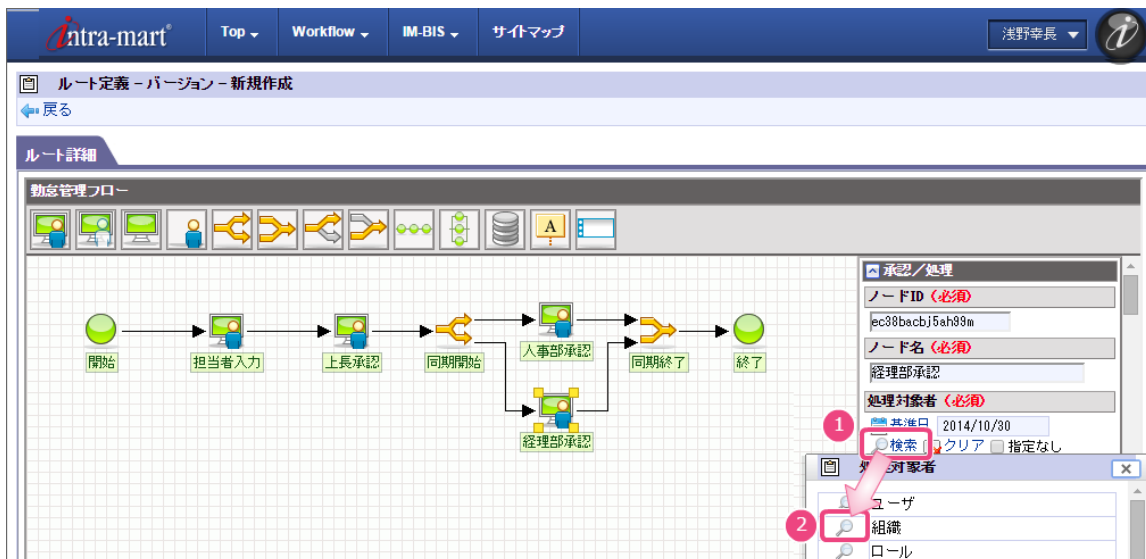 intra-mart
Top Workflow IM-BIS サイトマップ 浅野幸長
ルート定義 - バージョン - 新規作成
戻る
ルート詳細
勤怠管理フロー
A
承認/処理
ノードID (必須)
ec38bacbj5ah99m
ノード名 (必須)
経理部承認
処理対象者 (必須)
基準日 2014/10/30
1
検索 クリア 指定なし
開始 担当者入力 上長承認 同期開始 人事部承認 同期終了 終了
経理部承認
処理対象者
ユーザ
2
組織
ロール